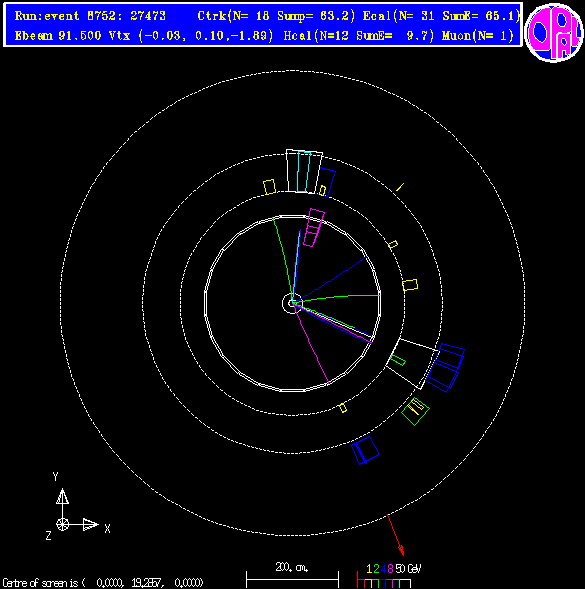 Run:event 8752: 27473 Ctrk(N= 18 Sump= 83.2) Ecal(N= 31 SumE= 65.1)
Ebeam 91.500 Vtx (-0.03, 0.10,-1.89) Hcal(N=12 SumE= 9.7) Muon(N= 1)
OPAL
Y
X
Z
200. cm.
1 2 4 8 50 GeV
Centre of screen is ( 0.0000, 19.2857, 0.0000)